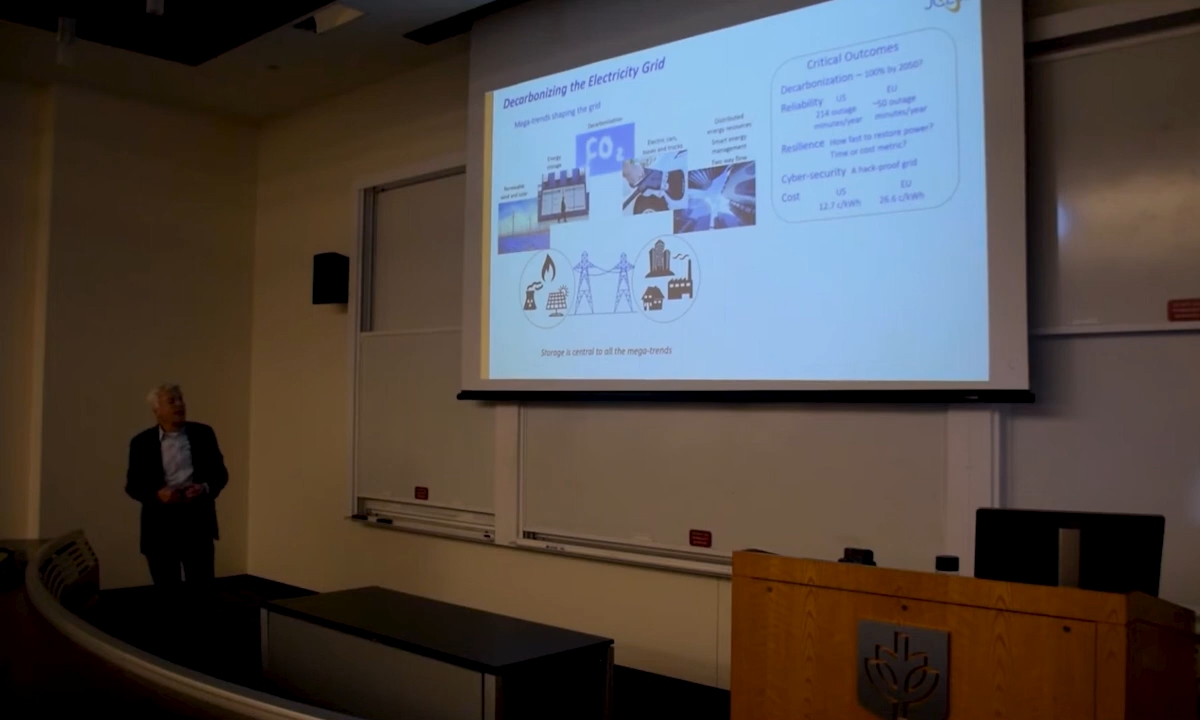 Decarbonizing the Electricity Grid
Mega-trends shaping the grid
Decarbonization
CO2
Energy
storage
Renewable
wind and solar
Electric cars,
buses and trucks
Distributed
energy resources
Smart energy
management
Two way flow
Storage is central to all the mega-trends
Critical Outcomes
Decarbonization ~ 100% by 2050?
Reliability US EU
214 outage ~50 outage
minutes/year minutes/year
Resilience How fast to restore power?
Time or cost metric?
Cyber-security A hack-proof grid
Cost US EU
12.7 c/kWh 26.6 c/kWh